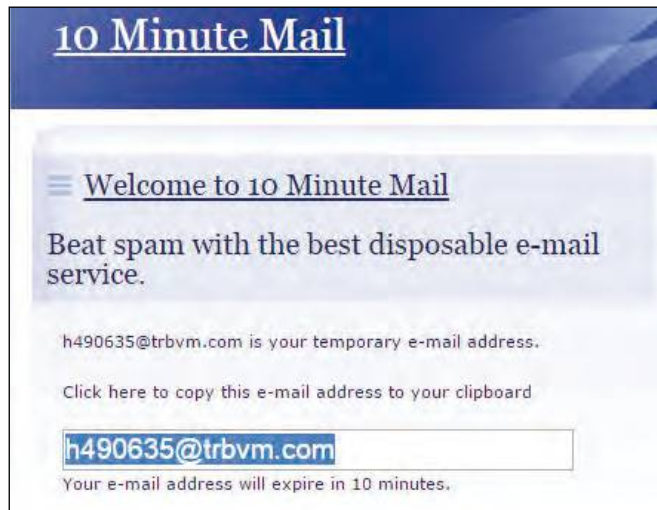 10 Minute Mail
Welcome to 10 Minute Mail
Beat spam with the best disposable e-mail
service.
h490635@trbvm.com is your temporary e-mail address.
Click here to copy this e-mail address to your clipboard
h490635@trbvm.com
Your e-mail address will expire in 10 minutes.